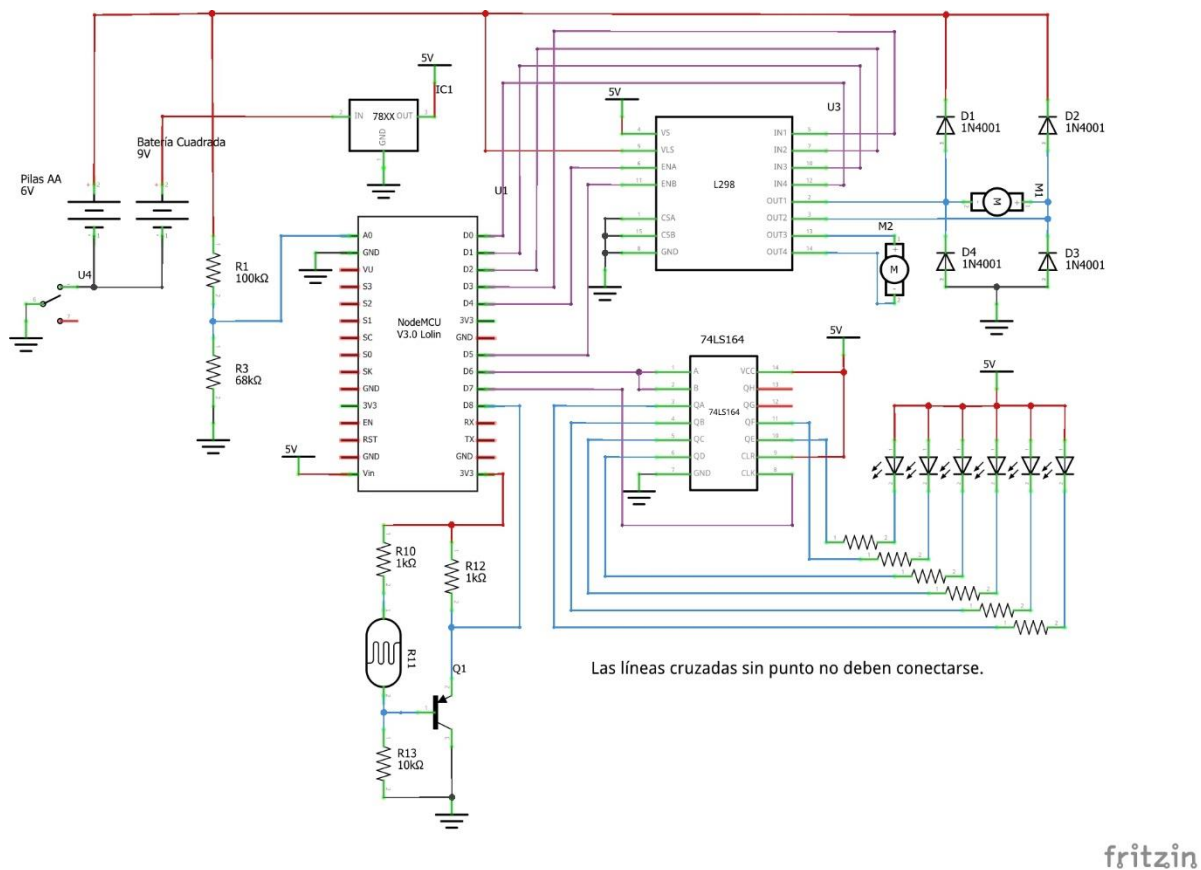 5V
IC1
IN
78XX
OUT
GND
Batería Cuadrada
9V
Pilas AA
6V
U4
R1
100kΩ
R3
68kΩ
U1
A0
GND
VU
S3
S2
S1
SC
S0
SK
GND
3V3
EN
RST
GND
Vin
NodeMCU
V3.0 Lolin
D0
D1
D2
D3
D4
3V3
GND
D5
D6
D7
D8
RX
TX
GND
3V3
5V
5V
U3
VS
VLS
ENA
ENB
CSA
CSB
GND
L298
IN1
IN2
IN3
IN4
OUT1
OUT2
OUT3
OUT4
M2
M
D1
1N4001
D2
1N4001
M1
M
D4
1N4001
D3
1N4001
74LS164
5V
A
B
QA
QB
QC
QD
GND
74LS164
VCC
QH
QG
QF
QE
CLR
CLK
5V
R10
1kΩ
R12
1kΩ
R11
Q1
R13
10kΩ
Las líneas cruzadas sin punto no deben conectarse.
fritzin